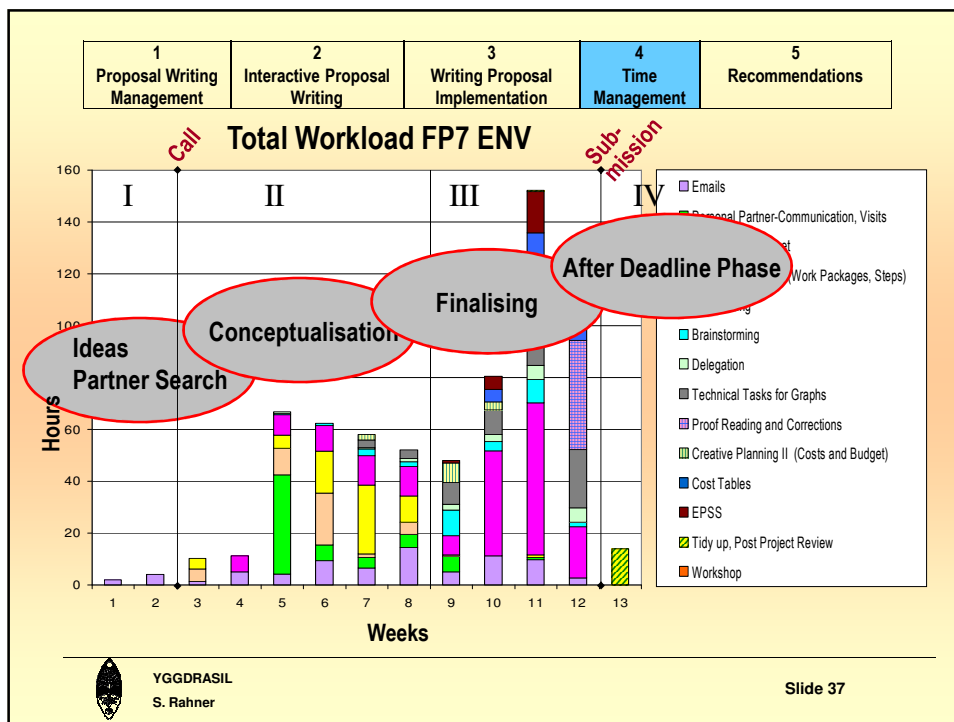 1
Proposal Writing
Management
2
Interactive Proposal
Writing
3
Writing Proposal
Implementation
4
Time
Management
5
Recommendations
Total Workload FP7 ENV
Call
Sub-
mission
I
II
III
IV
Hours
160
140
120
100
80
60
40
20
0
Ideas
Partner Search
Conceptualisation
Finalising
After Deadline Phase
1 2 3 4 5 6 7 8 9 10 11 12 13
Weeks
Emails
Partner-Communication, Visits
(Work Packages, Steps)
Brainstorming
Delegation
Technical Tasks for Graphs
Proof Reading and Corrections
Creative Planning II (Costs and Budget)
Cost Tables
EPSS
Tidy up, Post Project Review
Workshop
YGGDRASIL
S. Rahner
Slide 37